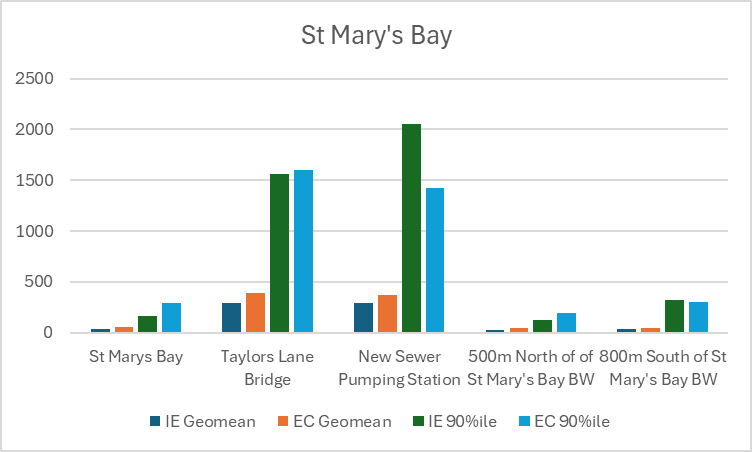 St Mary's Bay
2500
2000
1500
1000
500
0
St Marys Bay
Taylors Lane
Bridge
New Sewer
Pumping Station
500m North of of
St Mary's Bay BW
800m South of St
Mary's Bay BW
IE Geomean
EC Geomean
IE 90%ile
EC 90%ile